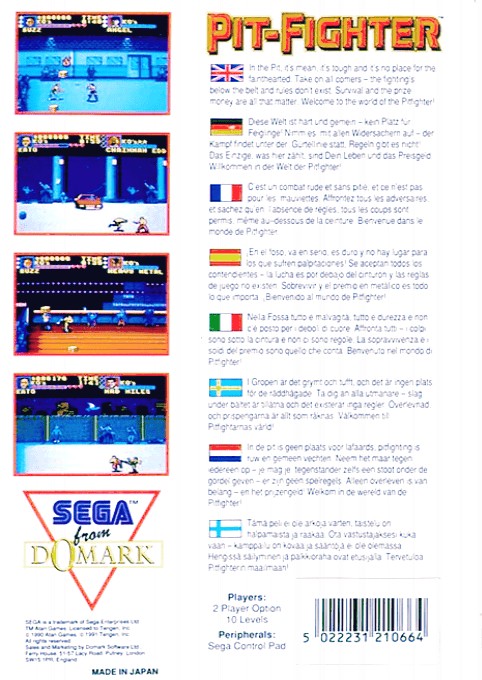 PIT-FIGHTER
In the Pit, it's mean, it's tough and it's no place for the
fainthearted. Take on all comers – the fighting's
below the belt and rules don't exist. Survival and the prize
money are all that matter. Welcome to the world of the Pitfighter!
Diese Welt ist hart und gemein – kein Platz für
Feiglinge! Nimm es mit allen Widersachern auf – der
Kampf findet unter der Gürtellinie statt, Regeln gibt es nicht!
Das Einzige, was hier zählt, sind Dein Leben und das Preisgeld.
Willkommen in der Welt der Pitfighter!
C'est un combat rude et sans pitié, et ce n'est pas
pour les mauviettes. Affrontez tous les adversaires,
et sachez qu'en l'absence de règles, tous les coups sont
permis, même au-dessous de la ceinture. Bienvenue dans le
monde de Pitfighter.
¡En el foso, va en serio, es duro y no hay lugar para
los que sufren palpitaciones! Se aceptan todos los
contendientes – la lucha es por debajo del cinturón y las reglas
de juego no existen. Sobrevivir y el premio en metálico es todo
lo que importa. ¡Bienvenido al mundo de Pitfighter!
Nella Fossa tutto è malvagità, tutto è durezza e non
c'è posto per i deboli di cuore. Affronta tutti – i colpi
sono sotto la cintura e non ci sono regole. La sopravvivenza e i
soldi del premio sono quello che conta. Benvenuto nel mondo di
Pitfighter!
I Gropen är det grymt och tufft, och det är ingen plats
för de räddhågade. Ta dig an alla utmanare – slag
under bältet är tillåtna och det existerar inga regler. Överlevnad
och prispengarna är allt som räknas. Välkommen till
Pitfighternas värld!
In de pit is geen plaats voor lafaards, pitfighting is
ruw en gemeen vechten. Neem het maar tegen
iedereen op – je mag je tegenstander zelfs een stoot onder de
gordel geven – er zijn geen spelregels. Alleen overleven is van
belang – en het prijzengeld. Welkom in de wereld van de
Pitfighter!
Tämä peli ei ole arkoja varten, taistelu on
häipymaista ja raakaa. Ota vastustajaksesi kuka
vaan – kamppailu on kovaa ja sääntöjä ei ole olemassa.
Hengissä säilyminen ja palkkioraha ovat etusijalla. Tervetuloa
Pitfighterin maailmaan!
BUZZ ANGEL
KATO CHAINMAN EDD
BUZZ HEAVY METAL
KATO MAD MILES
SEGA
from
DOMARK
SEGA is a trademark of Sega Enterprises Ltd.
TM Atari Games. Licensed to Tengen, Inc.
© 1990 Atari Games. © 1991 Tengen, Inc.
All rights reserved.
Sales and Marketing by Domark Software Ltd.
Ferry House, 51-57 Lacy Road, Putney, London
SW15 1PR, England.
MADE IN JAPAN
Players:
2 Player Option
10 Levels
Peripherals:
Sega Control Pad
5 022231 210664